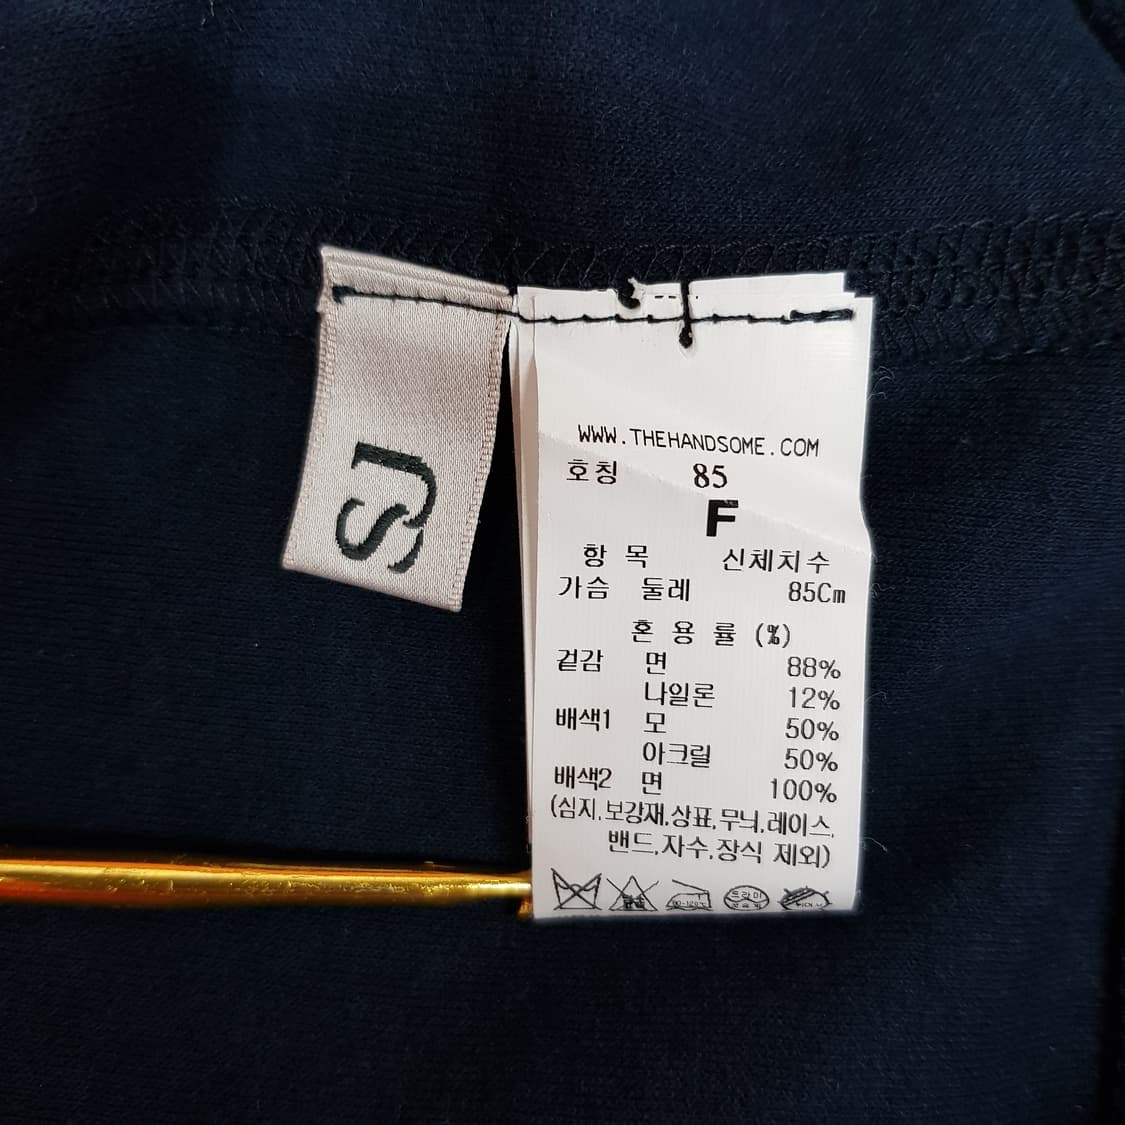 SJ
WWW.THEHANDSOME.COM
호칭 85
F
항 목 신체치수
가슴 둘레 85Cm
혼 용 률 (%)
겉감 면 88%
나일론 12%
배색1 모 50%
아크릴 50%
배색2 면 100%
(심지,보강재,상표,무늬,레이스,
밴드,자수,장식 제외)
드라이